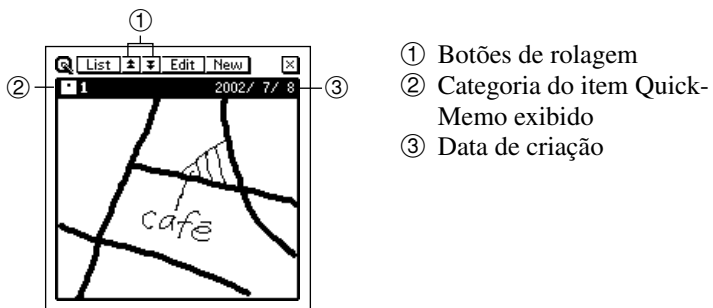 ①
List Edit New
② 1 2002/ 7/ 8 ③
café
① Botões de rolagem
② Categoria do item Quick-
Memo exibido
③ Data de criação